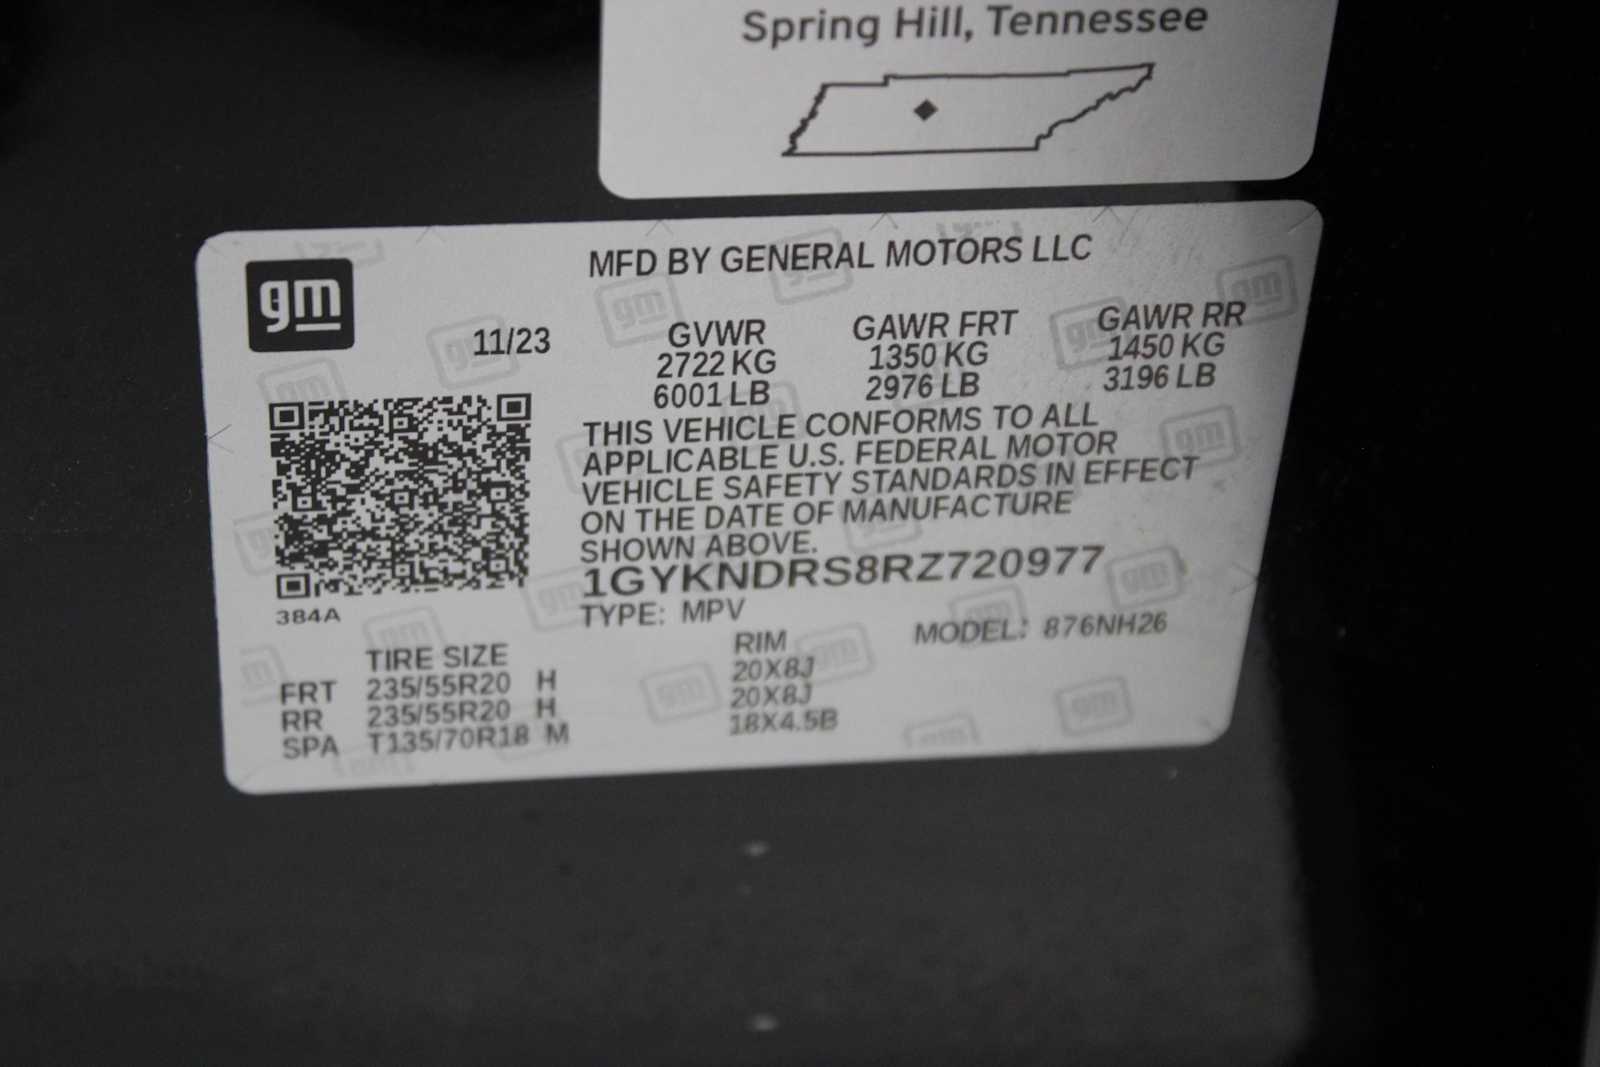 Spring Hill, Tennessee
gm
MFD BY GENERAL MOTORS LLC
11/23
GVWR
2722 KG
6001 LB
GAWR FRT
1350 KG
2976 LB
GAWR RR
1450 KG
3196 LB
THIS VEHICLE CONFORMS TO ALL
APPLICABLE U.S. FEDERAL MOTOR
VEHICLE SAFETY STANDARDS IN EFFECT
ON THE DATE OF MANUFACTURE
SHOWN ABOVE.
1GYKNDRS8RZ720977
TYPE: MPV
MODEL: 876NH26
384A
TIRE SIZE
RIM
FRT 235/55R20 H 20X8J
RR 235/55R20 H 20X8J
SPA T135/70R18 M 18X4.5B